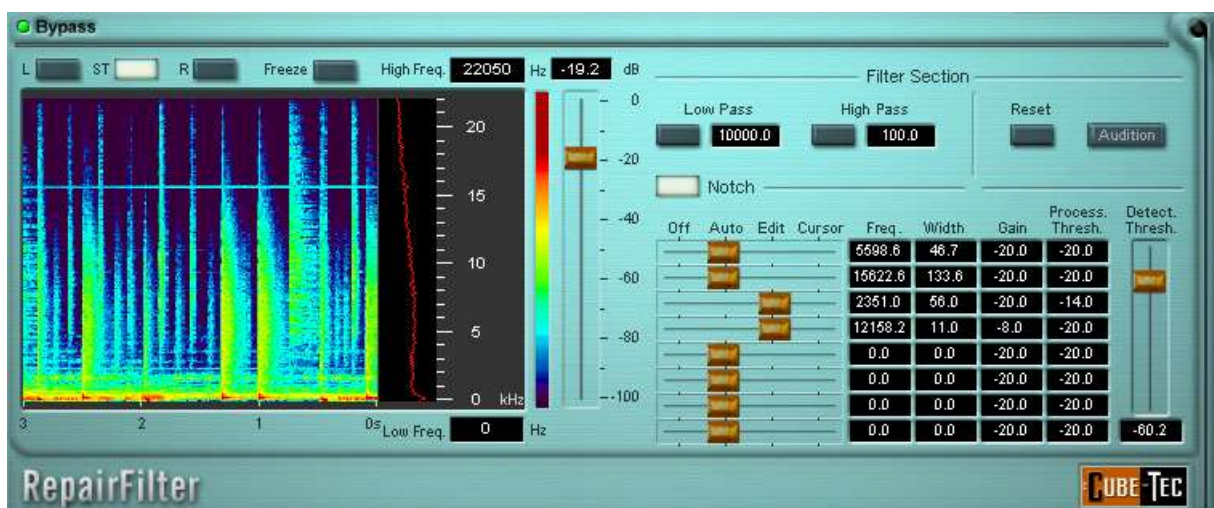 Bypass
L ST R Freeze High Freq. 22050 Hz -19.2 dB
Filter Section
Low Pass High Pass Reset
10000.0 100.0 Audition
Notch
Off Auto Edit Cursor Freq. Width Gain Process. Thresh. Detect. Thresh.
5598.6 46.7 -20.0 -20.0
15622.6 133.6 -20.0 -20.0
2351.0 56.0 -20.0 -14.0
12158.2 11.0 -8.0 -20.0
0.0 0.0 -20.0 -20.0
0.0 0.0 -20.0 -20.0
0.0 0.0 -20.0 -20.0
0.0 0.0 -20.0 -20.0
-60.2
20
15
10
5
0 kHz
0
-20
-40
-60
-80
-100
3 2 1 0s
Low Freq. 0 Hz
RepairFilter
CUBE-TEC